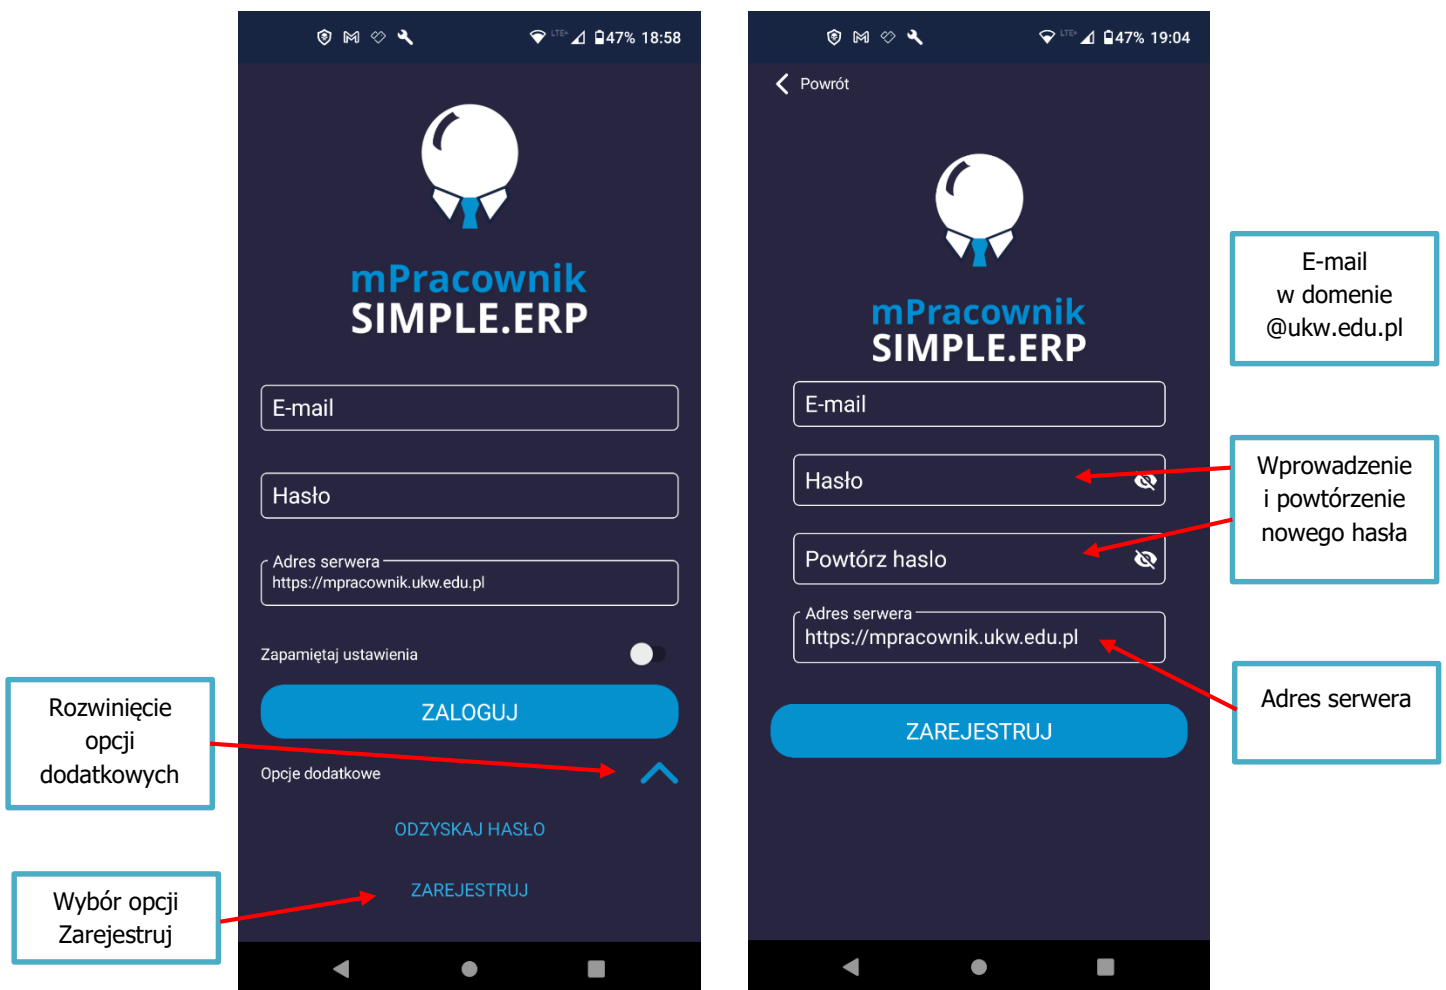 LTE+ 47% 18:58
mPracownik
SIMPLE.ERP
E-mail
Hasło
Adres serwera
https://mpracownik.ukw.edu.pl
Zapamiętaj ustawienia
ZALOGUJ
Opcje dodatkowe
ODZYSKAJ HASŁO
ZAREJESTRUJ
Rozwinięcie
opcji
dodatkowych
Wybór opcji
Zarejestruj
LTE+ 47% 19:04
Powrót
mPracownik
SIMPLE.ERP
E-mail
Hasło
Powtórz haslo
Adres serwera
https://mpracownik.ukw.edu.pl
ZAREJESTRUJ
E-mail
w domenie
@ukw.edu.pl
Wprowadzenie
i powtórzenie
nowego hasła
Adres serwera